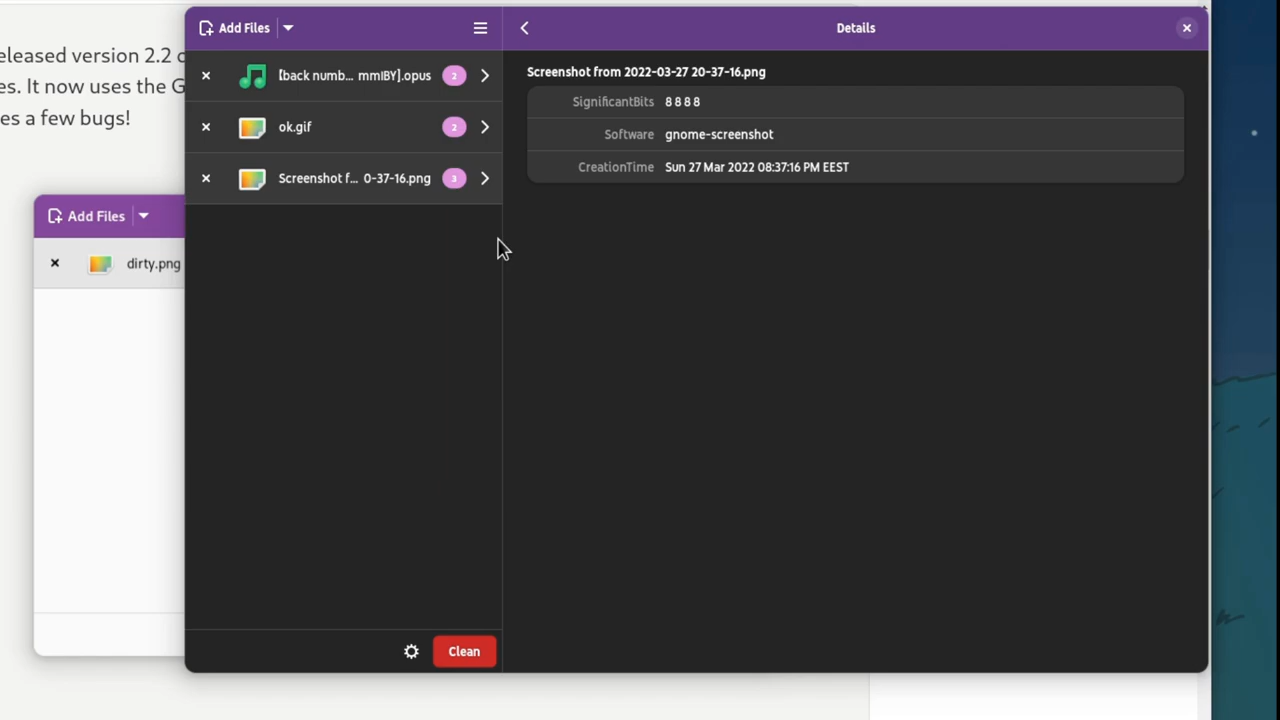 eleased version 2.2 o
es. It now uses the G
es a few bugs!
Add Files
dirty.png
Add Files
[back numb... mmlBY].opus
2
ok.gif
2
Screenshot f... 0-37-16.png
3
Clean
Details
Screenshot from 2022-03-27 20-37-16.png
SignificantBits 8 8 8 8
Software gnome-screenshot
CreationTime Sun 27 Mar 2022 08:37:16 PM EEST